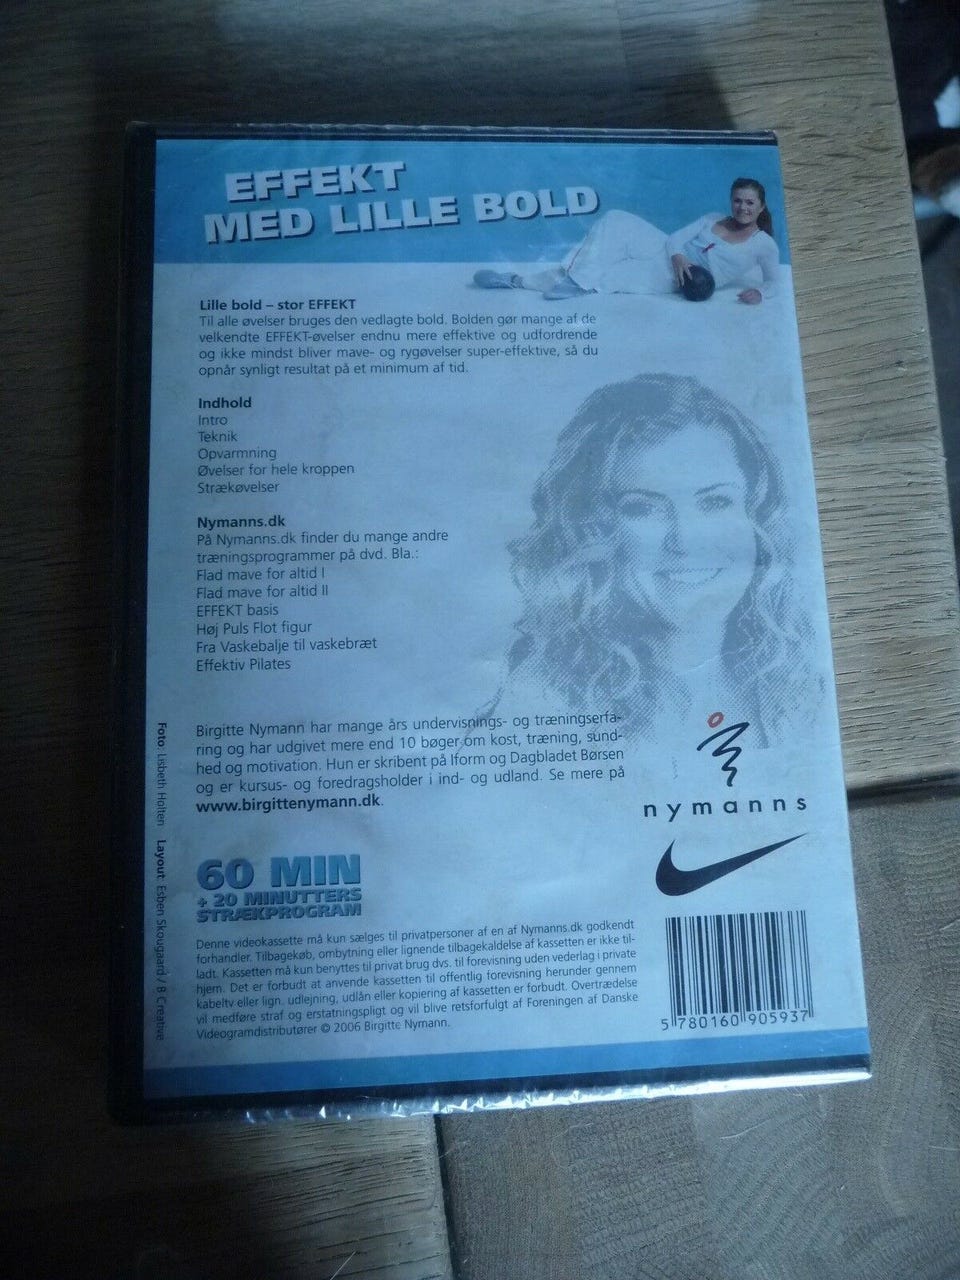 EFFEKT
MED LILLE BOLD
Lille bold – stor EFFEKT
Til alle øvelser bruges den vedlagte bold. Bolden gør mange af de
velkendte EFFEKT-øvelser endnu mere effektive og udfordrende
og ikke mindst bliver mave- og rygøvelser super-effektive, så du
opnår synligt resultat på et minimum af tid.
Indhold
Intro
Teknik
Opvarmning
Øvelser for hele kroppen
Strækøvelser
Nymanns.dk
På Nymanns.dk finder du mange andre
træningsprogrammer på dvd. Bla.:
Flad mave for altid I
Flad mave for altid II
EFFEKT basis
Høj Puls Flot figur
Fra Vaskebalje til vaskebræt
Effektiv Pilates
Birgitte Nymann har mange års undervisnings- og træningserfa-
ring og har udgivet mere end 10 bøger om kost, træning, sund-
hed og motivation. Hun er skribent på Iform og Dagbladet Børsen
og er kursus- og foredragsholder i ind- og udland. Se mere på
www.birgittenymann.dk.
nymanns
60 MIN
+ 20 MINUTTERS
STRÆKPROGRAM
Denne videokassette må kun sælges til privatpersoner af en af Nymanns.dk godkendt
forhandler. Tilbagekøb, ombytning eller lignende tilbagekaldelse af kassetten er ikke til-
ladt. Kassetten må kun benyttes til privat brug dvs. til forevisning uden vederlag i private
hjem. Det er forbudt at anvende kassetten til offentlig forevisning herunder gennem
kabeltv eller lign. udlejning, udlån eller kopiering af kassetten er forbudt. Overtrædelse
vil medføre straf og erstatningspligt og vil blive retsforfulgt af Foreningen af Danske
Videogramdistributører © 2006 Birgitte Nymann.
5 780160 905937
Foto: Lisbeth Holten Layout: Esben Skougaard / B Creative